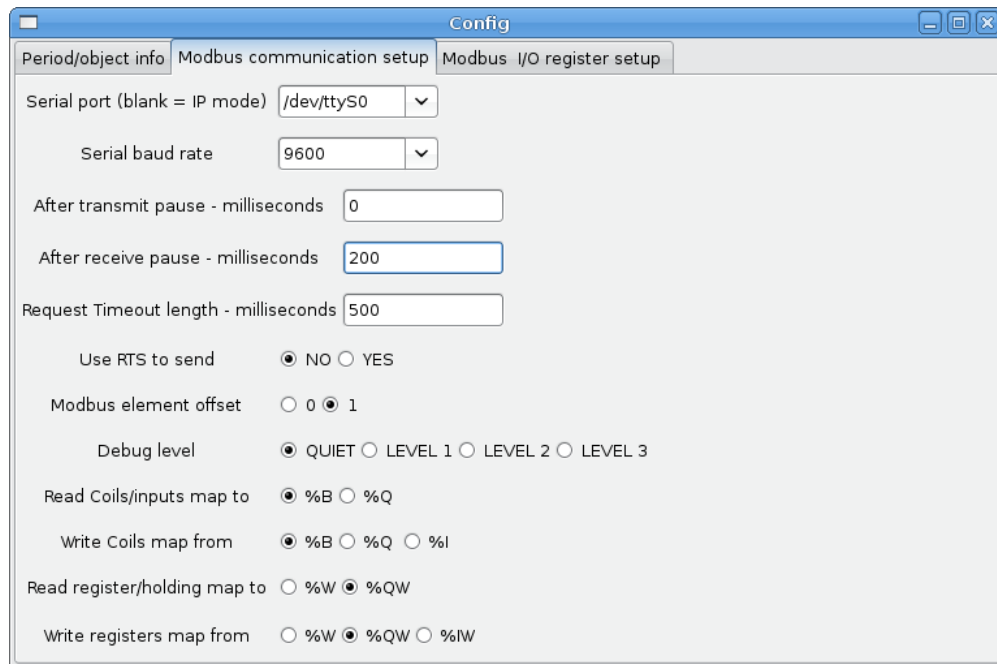 Config
Period/object info Modbus communication setup Modbus I/O register setup
Serial port (blank = IP mode) /dev/ttyS0
Serial baud rate 9600
After transmit pause - milliseconds 0
After receive pause - milliseconds 200
Request Timeout length - milliseconds 500
Use RTS to send NO YES
Modbus element offset 0 1
Debug level QUIET LEVEL 1 LEVEL 2 LEVEL 3
Read Coils/inputs map to %B %Q
Write Coils map from %B %Q %I
Read register/holding map to %W %QW
Write registers map from %W %QW %IW